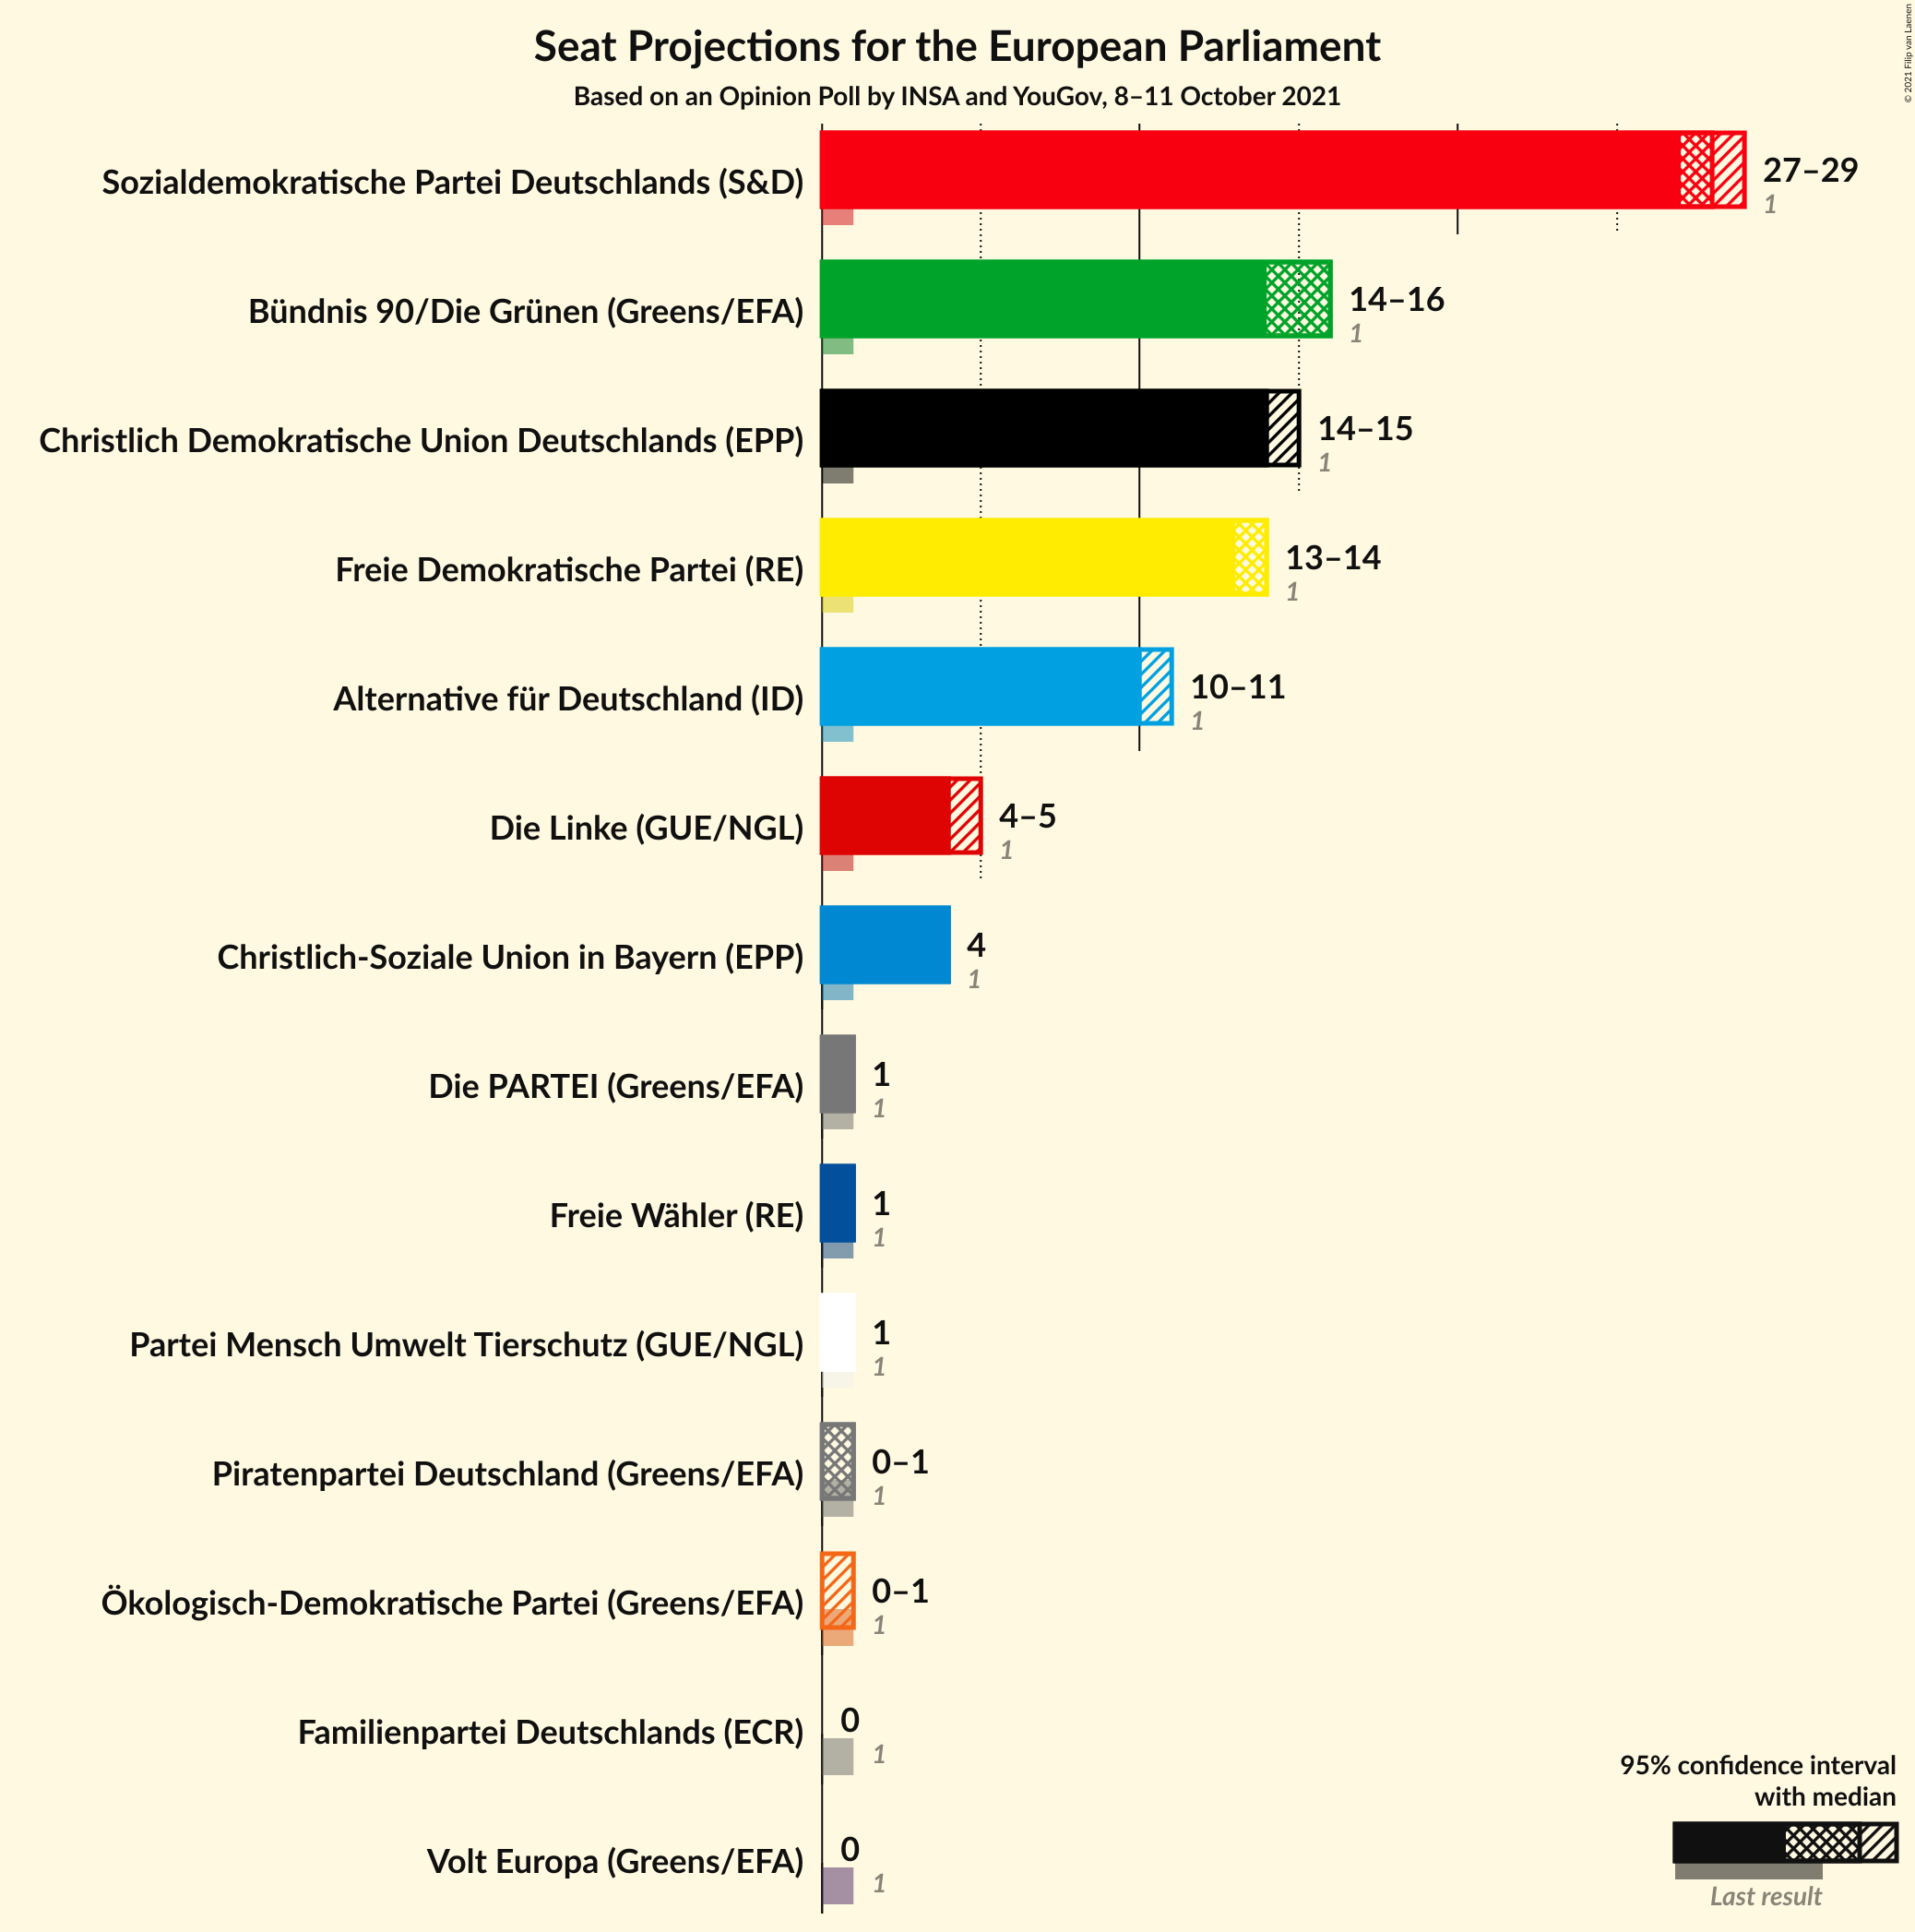 Seat Projections for the European Parliament
Based on an Opinion Poll by INSA and YouGov, 8–11 October 2021
© 2021 Filip van Laenen
Sozialdemokratische Partei Deutschlands (S&D)
27–29
1
Bündnis 90/Die Grünen (Greens/EFA)
14–16
1
Christlich Demokratische Union Deutschlands (EPP)
14–15
1
Freie Demokratische Partei (RE)
13–14
1
Alternative für Deutschland (ID)
10–11
1
Die Linke (GUE/NGL)
4–5
1
Christlich-Soziale Union in Bayern (EPP)
4
1
Die PARTEI (Greens/EFA)
1
1
Freie Wähler (RE)
1
1
Partei Mensch Umwelt Tierschutz (GUE/NGL)
1
1
Piratenpartei Deutschland (Greens/EFA)
0–1
1
Ökologisch-Demokratische Partei (Greens/EFA)
0–1
1
Familienpartei Deutschlands (ECR)
0
1
Volt Europa (Greens/EFA)
0
1
95% confidence interval
with median
Last result